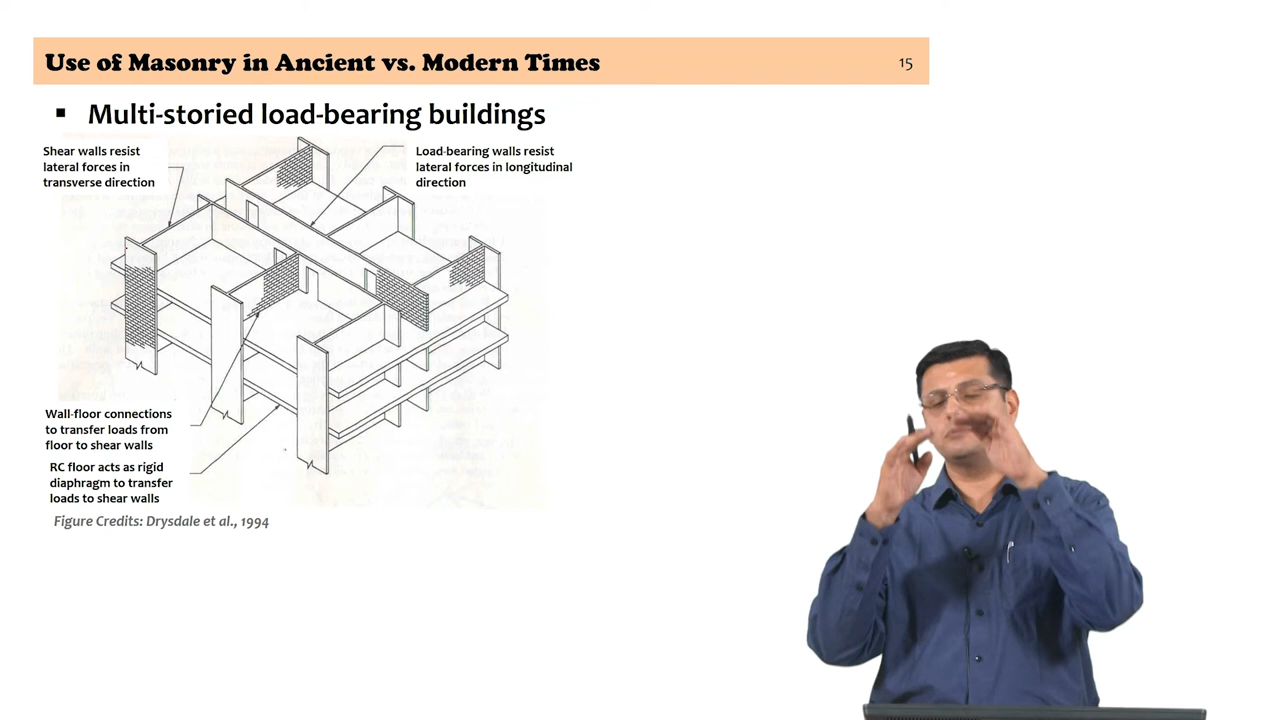 Use of Masonry in Ancient vs. Modern Times
15
▪ Multi-storied load-bearing buildings
Shear walls resist
lateral forces in
transverse direction
Load-bearing walls resist
lateral forces in longitudinal
direction
Wall-floor connections
to transfer loads from
floor to shear walls
RC floor acts as rigid
diaphragm to transfer
loads to shear walls
Figure Credits: Drysdale et al., 1994